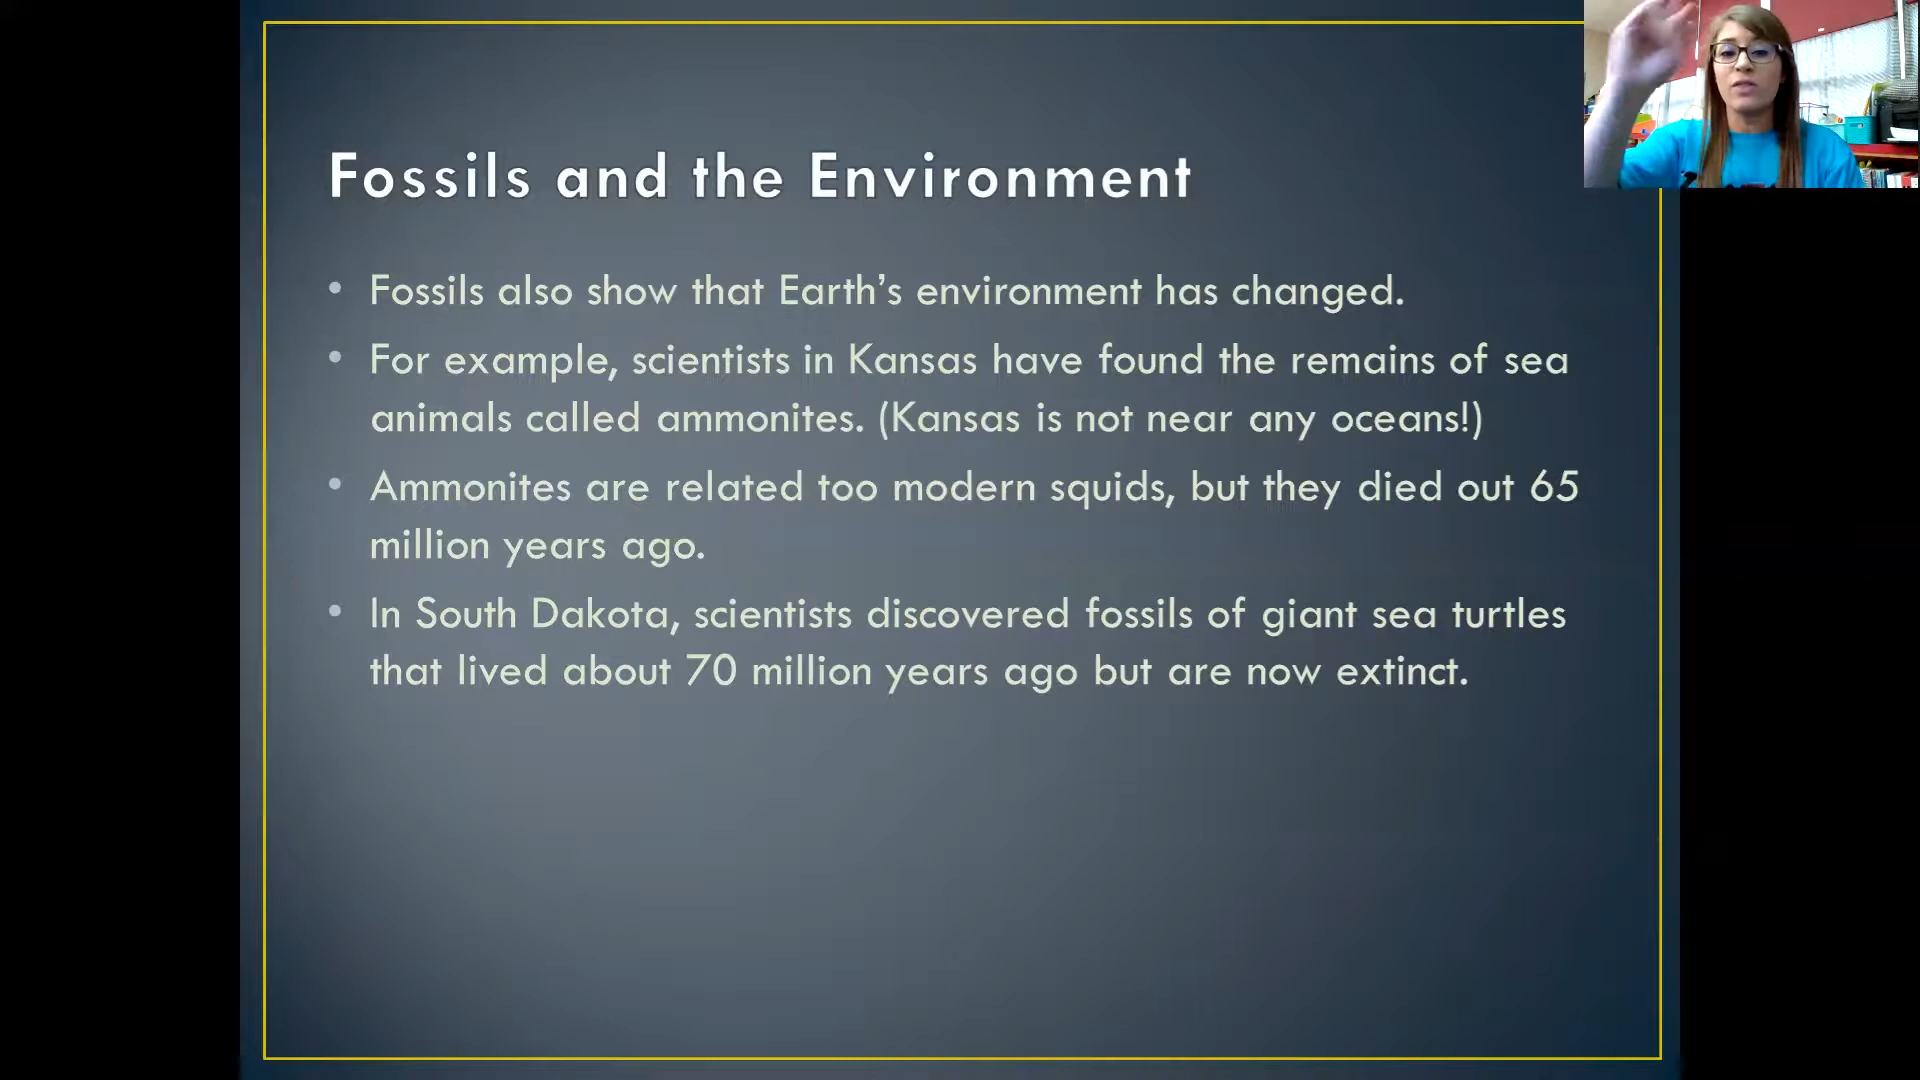 Fossils and the Environment
• Fossils also show that Earth’s environment has changed.
• For example, scientists in Kansas have found the remains of sea
animals called ammonites. (Kansas is not near any oceans!)
• Ammonites are related too modern squids, but they died out 65
million years ago.
• In South Dakota, scientists discovered fossils of giant sea turtles
that lived about 70 million years ago but are now extinct.